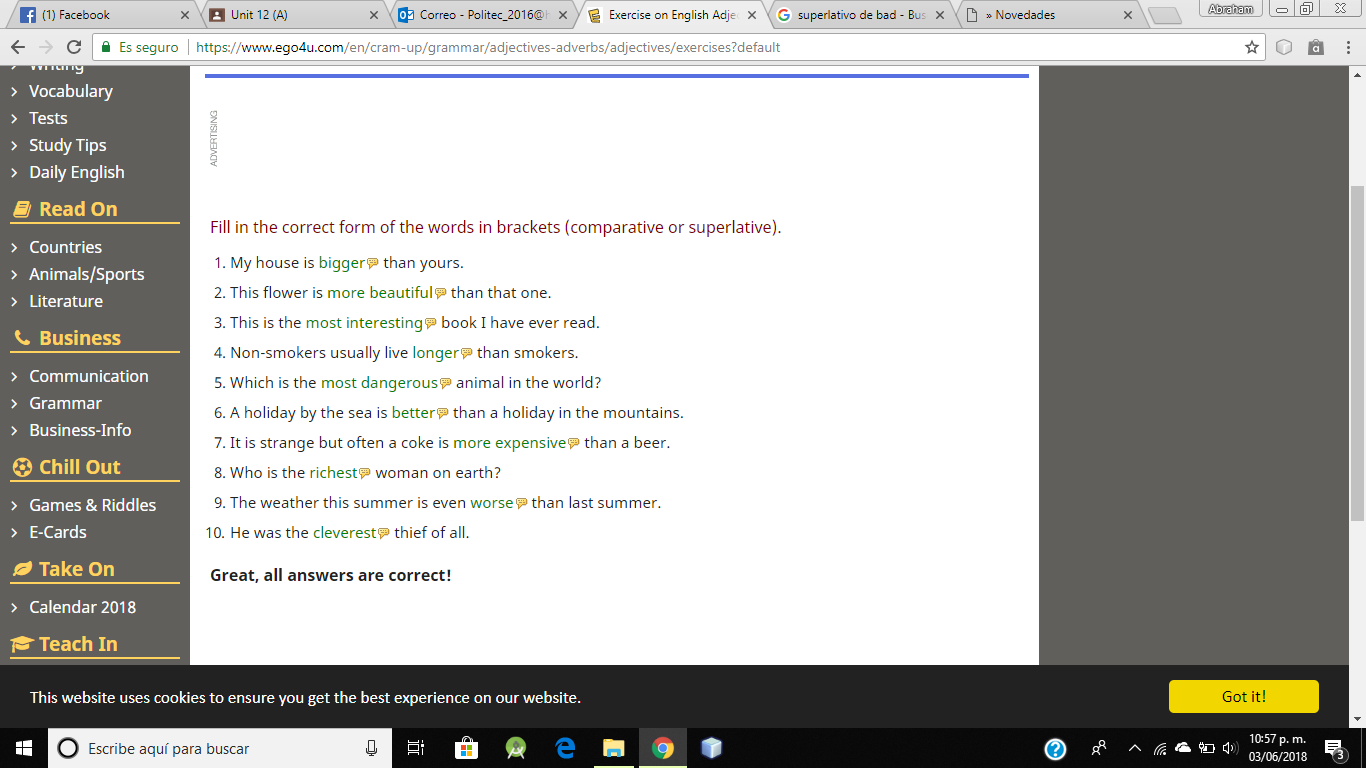 (1) Facebook
Unit 12 (A)
Correo - Politec_2016@h
Exercise on English Adje
superlativo de bad - Bus
» Novedades
Abraham
Es seguro
https://www.ego4u.com/en/cram-up/grammar/adjectives-adverbs/adjectives/exercises?default
Writing
Vocabulary
Tests
Study Tips
Daily English
Read On
Countries
Animals/Sports
Literature
Business
Communication
Grammar
Business-Info
Chill Out
Games & Riddles
E-Cards
Take On
Calendar 2018
Teach In
ADVERTISING
Fill in the correct form of the words in brackets (comparative or superlative).
1. My house is bigger than yours.
2. This flower is more beautiful than that one.
3. This is the most interesting book I have ever read.
4. Non-smokers usually live longer than smokers.
5. Which is the most dangerous animal in the world?
6. A holiday by the sea is better than a holiday in the mountains.
7. It is strange but often a coke is more expensive than a beer.
8. Who is the richest woman on earth?
9. The weather this summer is even worse than last summer.
10. He was the cleverest thief of all.
Great, all answers are correct!
This website uses cookies to ensure you get the best experience on our website.
Got it!
Escribe aquí para buscar
10:57 p. m.
03/06/2018
3